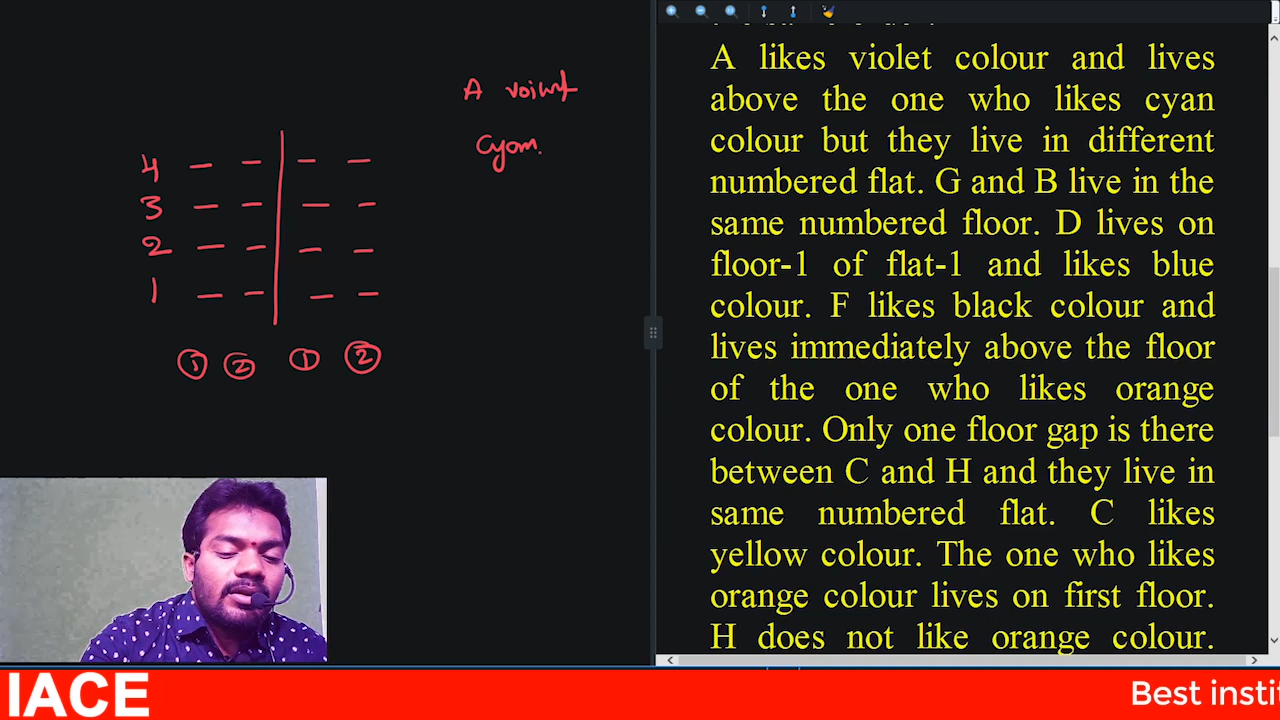 A voilet
Cyan.
4 — — | — —
3 — — | — —
2 — — | — —
1 — — | — —
① ② ① ②
A likes violet colour and lives
above the one who likes cyan
colour but they live in different
numbered flat. G and B live in the
same numbered floor. D lives on
floor-1 of flat-1 and likes blue
colour. F likes black colour and
lives immediately above the floor
of the one who likes orange
colour. Only one floor gap is there
between C and H and they live in
same numbered flat. C likes
yellow colour. The one who likes
orange colour lives on first floor.
H does not like orange colour.
IACE
Best insti